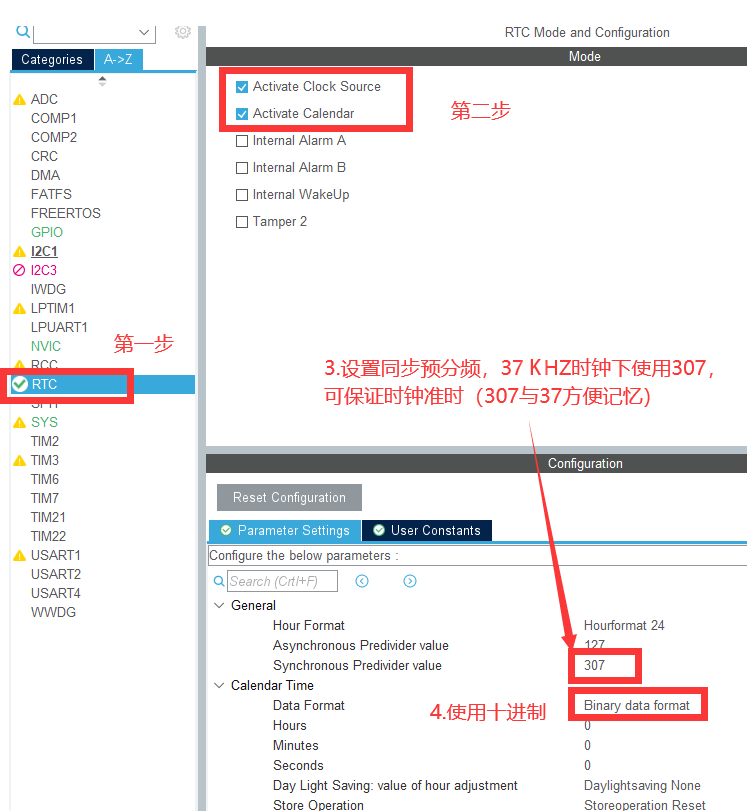 RTC Mode and Configuration
Categories
A->Z
Mode
ADC
COMP1
COMP2
CRC
DMA
FATFS
FREERTOS
GPIO
I2C1
I2C3
IWDG
LPTIM1
LPUART1
NVIC
RCC
RTC
SYS
TIM2
TIM3
TIM6
TIM7
TIM21
TIM22
USART1
USART2
USART4
WWDG
第一步
Activate Clock Source
Activate Calendar
第二步
Internal Alarm A
Internal Alarm B
Internal WakeUp
Tamper 2
3.设置同步预分频，37 KHZ时钟下使用307，
可保证时钟准时（307与37方便记忆）
Configuration
Reset Configuration
Parameter Settings
User Constants
Configure the below parameters :
Search (Crtl+F)
General
Hour Format Hourformat 24
Asynchronous Predivider value 127
Synchronous Predivider value 307
Calendar Time
Data Format Binary data format
4.使用十进制
Hours 0
Minutes 0
Seconds 0
Day Light Saving: value of hour adjustment Daylightsaving None
Store Operation Storeoperation Reset